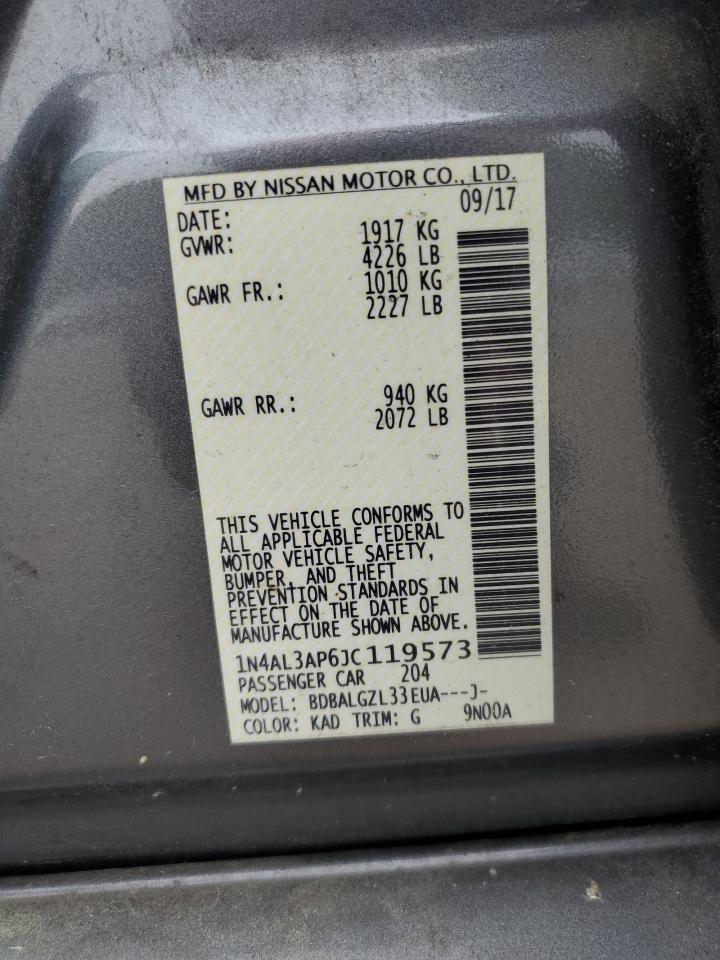 MFD BY NISSAN MOTOR CO., LTD.
DATE: 09/17
GVWR: 1917 KG
4226 LB
GAWR FR.: 1010 KG
2227 LB
GAWR RR.: 940 KG
2072 LB
THIS VEHICLE CONFORMS TO
ALL APPLICABLE FEDERAL
MOTOR VEHICLE SAFETY,
BUMPER, AND THEFT
PREVENTION STANDARDS IN
EFFECT ON THE DATE OF
MANUFACTURE SHOWN ABOVE.
1N4AL3AP6JC119573
PASSENGER CAR 204
MODEL: BDBALGZL33EUA---J-
COLOR: KAD TRIM: G 9N00A